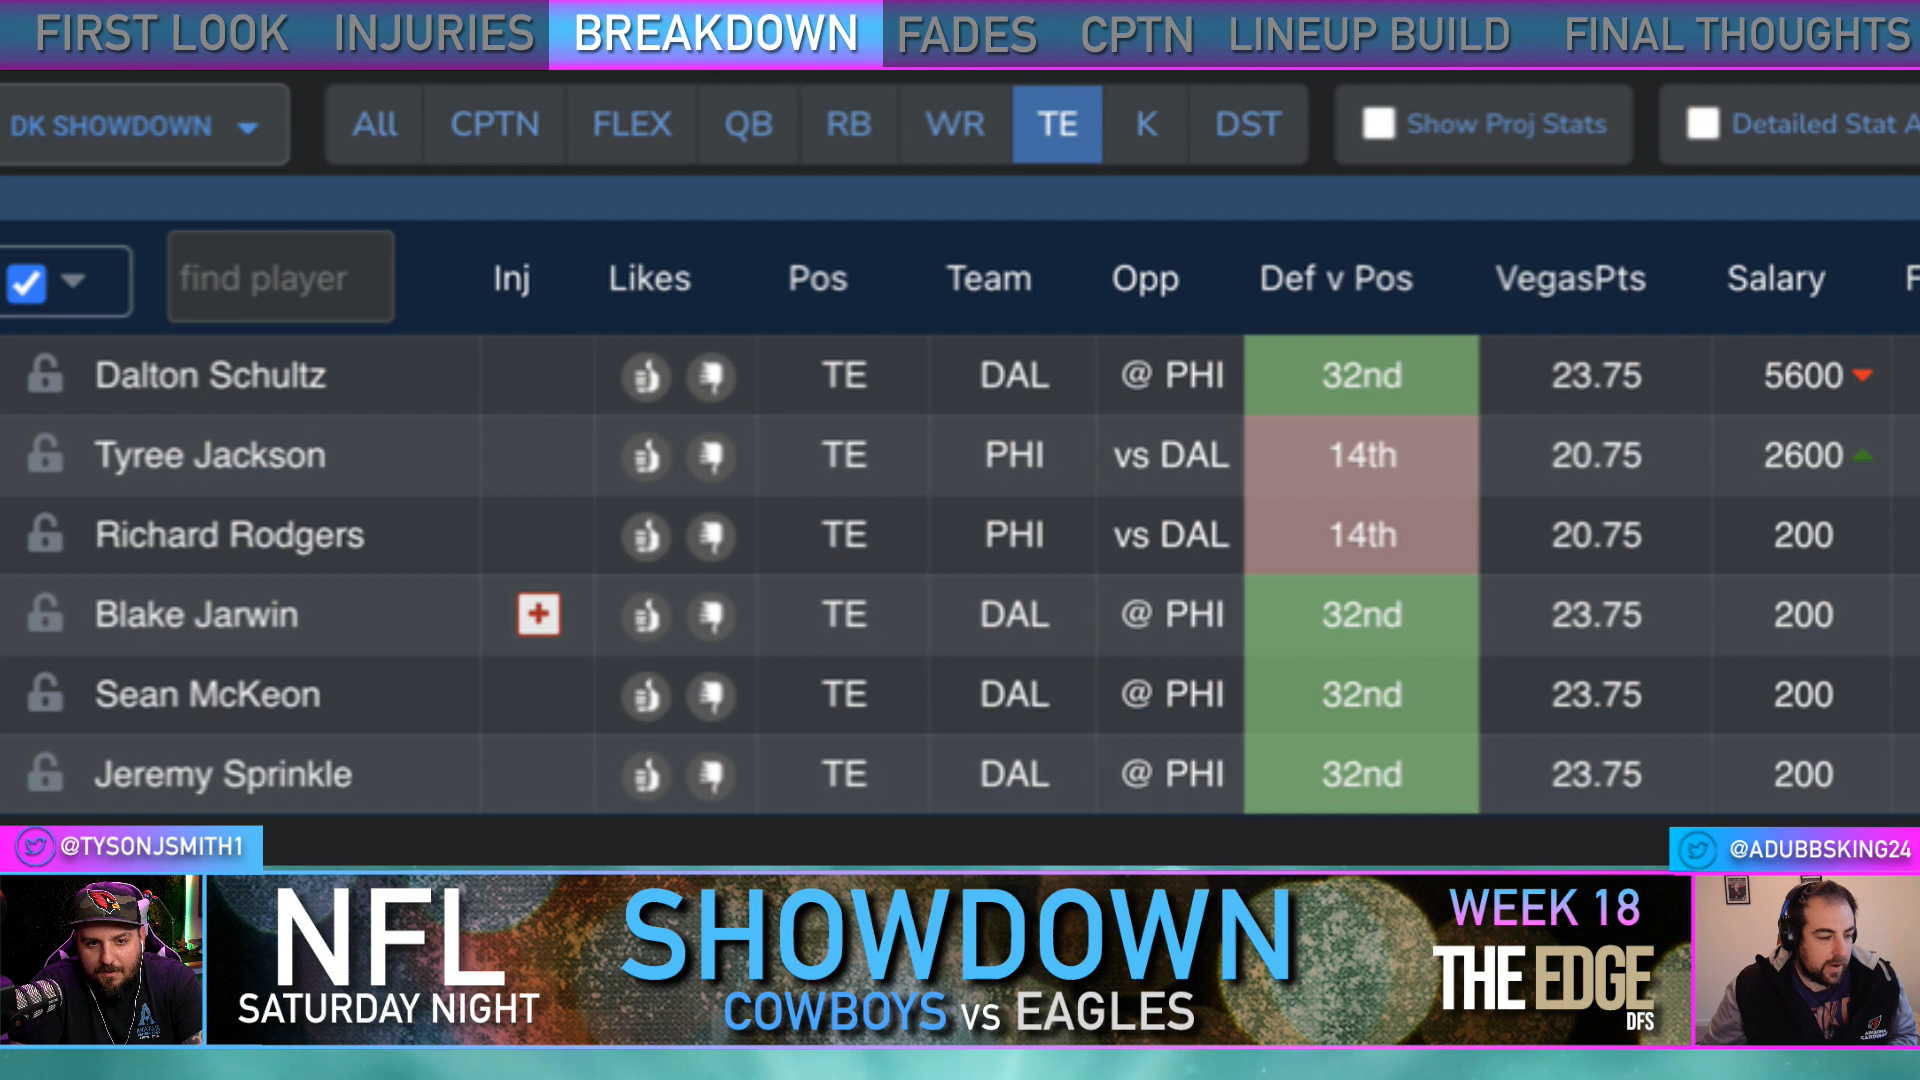 FIRST LOOK INJURIES BREAKDOWN FADES CPTN LINEUP BUILD FINAL THOUGHTS
DK SHOWDOWN All CPTN FLEX QB RB WR TE K DST Show Proj Stats Detailed Stat A
find player Inj Likes Pos Team Opp Def v Pos VegasPts Salary F
Dalton Schultz TE DAL @ PHI 32nd 23.75 5600
Tyree Jackson TE PHI vs DAL 14th 20.75 2600
Richard Rodgers TE PHI vs DAL 14th 20.75 200
Blake Jarwin TE DAL @ PHI 32nd 23.75 200
Sean McKeon TE DAL @ PHI 32nd 23.75 200
Jeremy Sprinkle TE DAL @ PHI 32nd 23.75 200
@TYSONJSMITH1 @ADUBBSKING24
NFL
SATURDAY NIGHT
SHOWDOWN
COWBOYS vs EAGLES
WEEK 18
THE EDGE
DFS